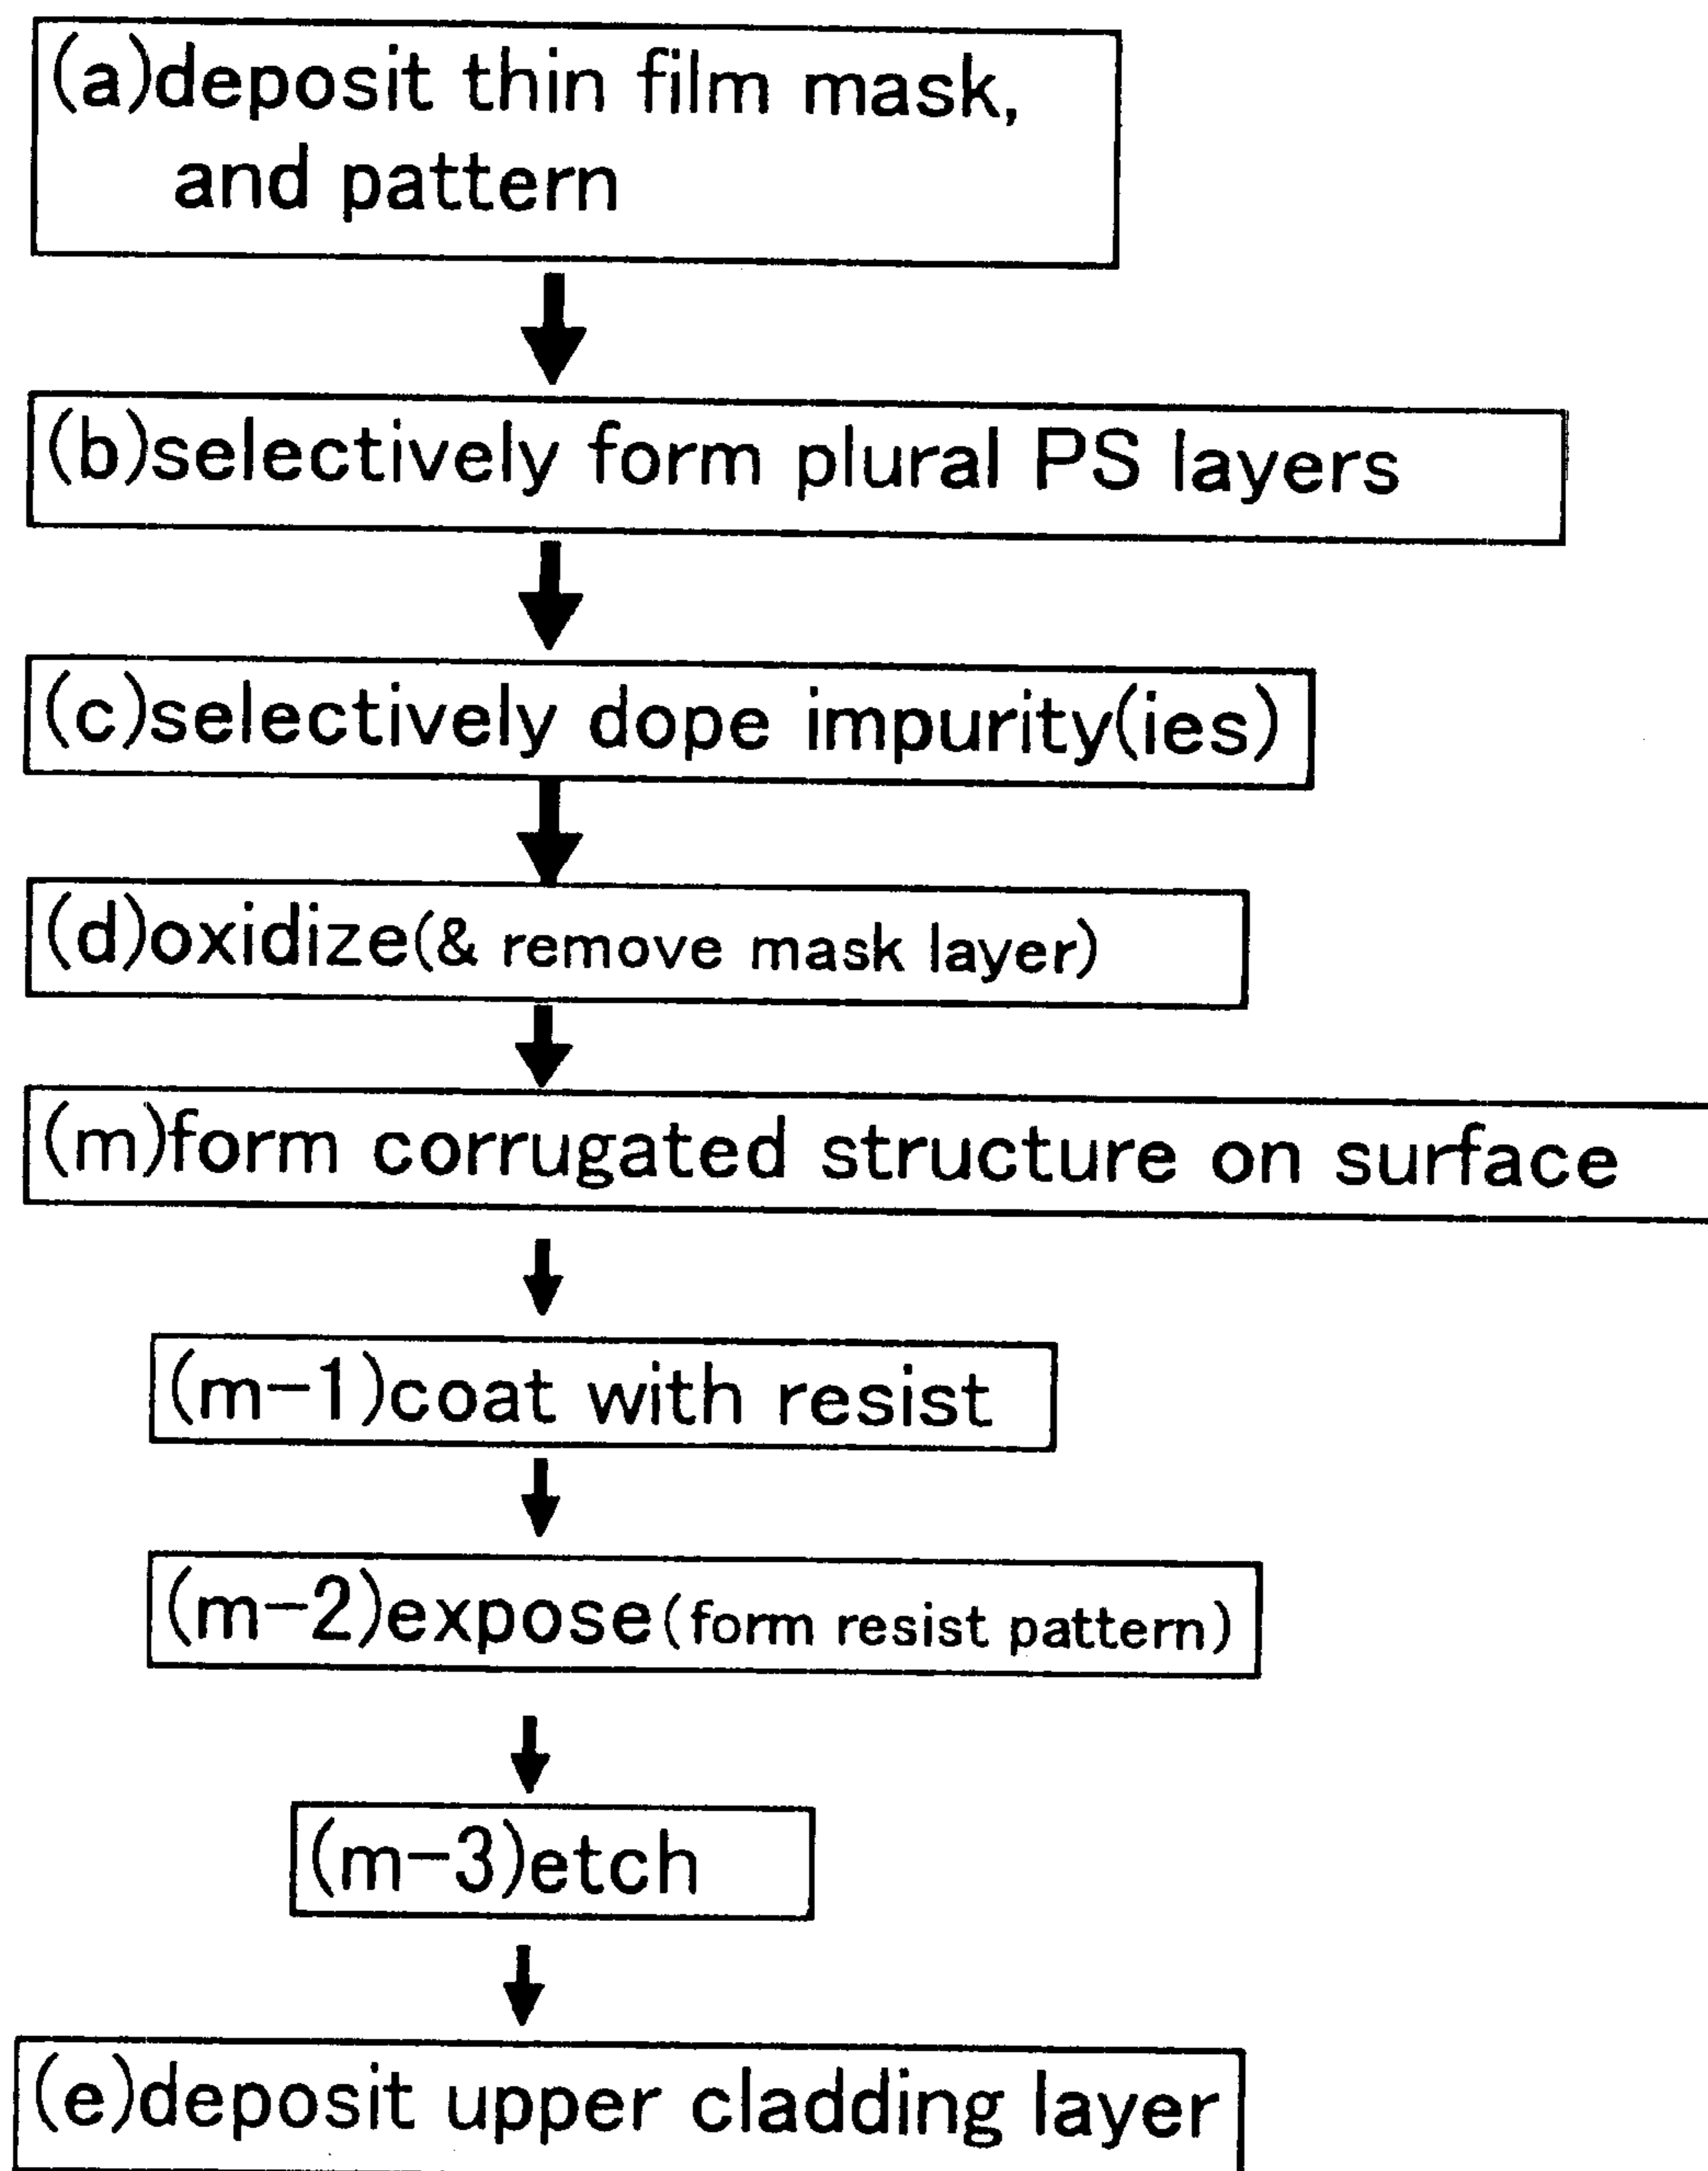 (a)deposit thin film mask,
and pattern
(b)selectively form plural PS layers
(c)selectively dope impurity(ies)
(d)oxidize(& remove mask layer)
(m)form corrugated structure on surface
(m-1)coat with resist
(m-2)expose(form resist pattern)
(m-3)etch
(e)deposit upper cladding layer